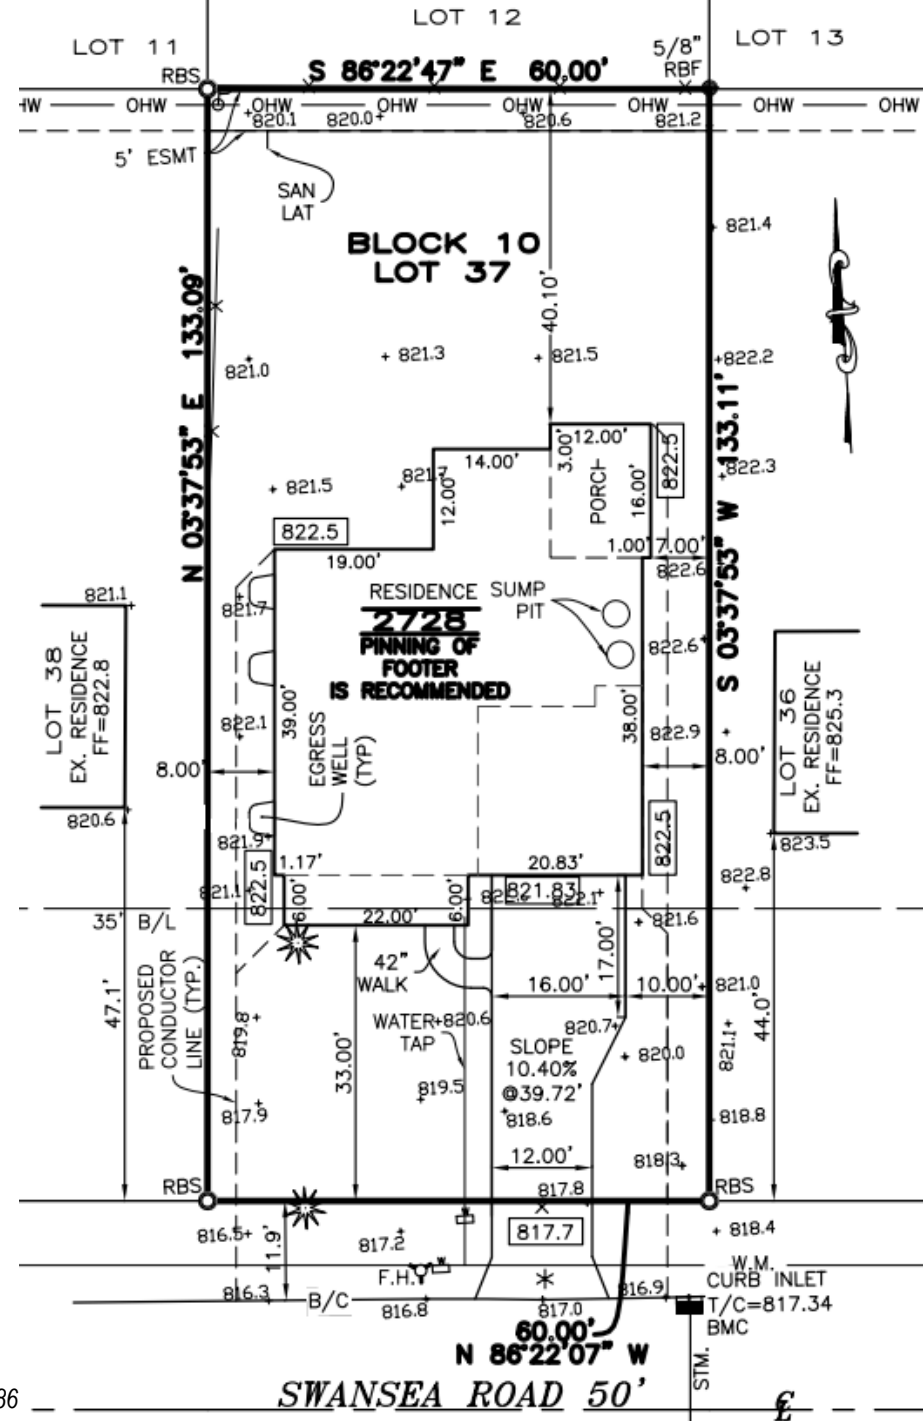 LOT 12
LOT 11
LOT 13
5/8"
RBF
RBS
S 86°22'47" E 60.00'
HW OHW OHW OHW OHW OHW OHW OHW
820.1
820.0
820.6
821.2
5' ESMT
SAN
LAT
821.4
BLOCK 10
LOT 37
40.10'
N 03°37'53" E 133.09'
821.0
821.3
821.5
822.2
S 03°37'53" W 133.11'
12.00'
3.00'
14.00'
822.5
822.3
821.5
821.7
12.00'
PORCH
16.00'
822.5
19.00'
1.00'
7.00'
822.6
821.1
821.7
RESIDENCE
2728
PINNING OF
FOOTER
IS RECOMMENDED
SUMP
PIT
822.6
LOT 38
EX. RESIDENCE
FF=822.8
LOT 36
EX. RESIDENCE
FF=825.3
822.1
39.00'
EGRESS
WELL
(TYP)
38.00'
822.9
8.00'
8.00'
820.6
821.9
822.5
823.5
1.17'
20.83'
822.8
821.1
822.5
6.00'
22.00'
6.00'
821.83
822.1
821.6
35' B/L
42"
WALK
17.00'
16.00'
10.00'
821.0
47.1'
PROPOSED
CONDUCTOR
LINE (TYP.)
819.8
33.00'
WATER
TAP
820.6
820.7
SLOPE
10.40%
@39.72'
820.0
821.1
44.0'
817.9
819.5
818.6
818.8
12.00'
818.3
RBS
817.8
RBS
816.5
11.9'
817.2
817.7
818.4
W.M.
F.H.
W
816.3
B/C
816.8
817.0
816.9
CURB INLET
T/C=817.34
BMC
60.00'
N 86°22'07" W
STM.
SWANSEA ROAD 50'
36